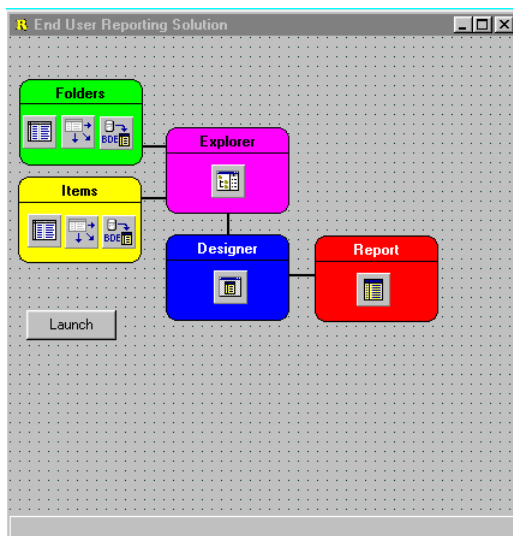 R End User Reporting Solution
Folders
BDE
Explorer
Items
BDE
Designer
Report
Launch